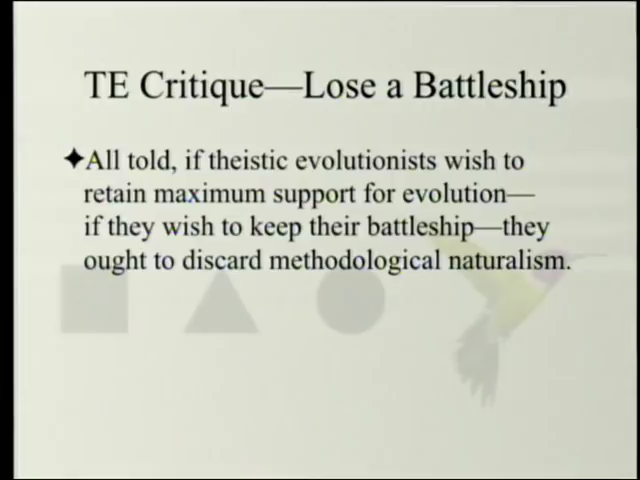 TE Critique—Lose a Battleship
✦All told, if theistic evolutionists wish to
retain maximum support for evolution—
if they wish to keep their battleship—they
ought to discard methodological naturalism.